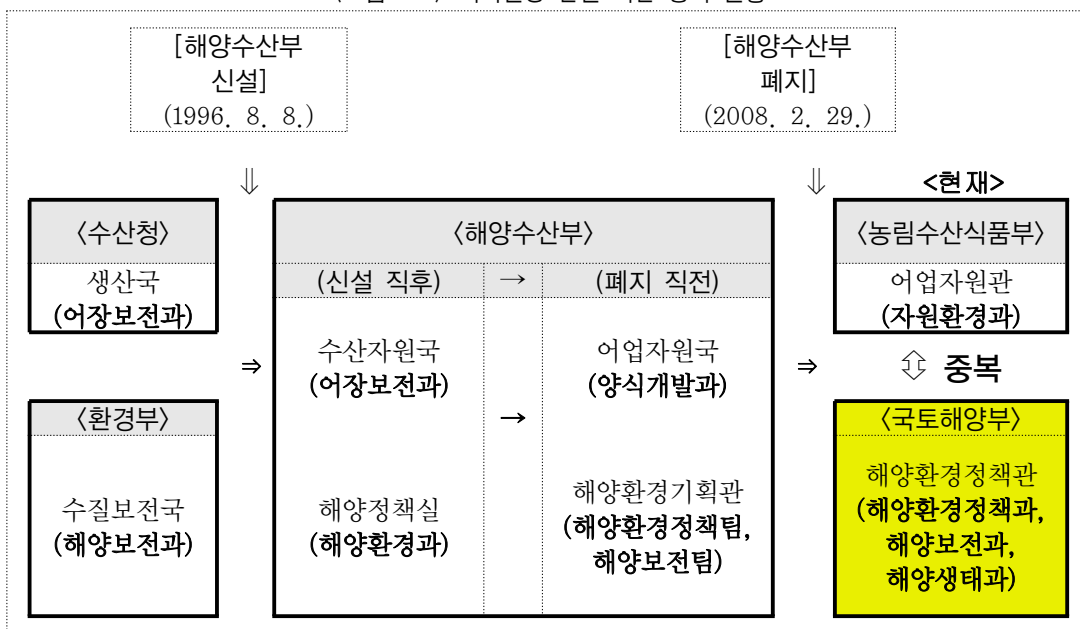 [해양수산부
신설]
(1996. 8. 8.)
[해양수산부
폐지]
(2008. 2. 29.)
⇓
⇓
<현재>
〈수산청〉
생산국
(어장보전과)
〈환경부〉
수질보전국
(해양보전과)
⇒
〈해양수산부〉
(신설 직후) → (폐지 직전)
수산자원국
(어장보전과)
해양정책실
(해양환경과)
→
어업자원국
(양식개발과)
해양환경기획관
(해양환경정책팀,
해양보전팀)
⇒
〈농림수산식품부〉
어업자원관
(자원환경과)
⇕ 중복
〈국토해양부〉
해양환경정책관
(해양환경정책과,
해양보전과,
해양생태과)